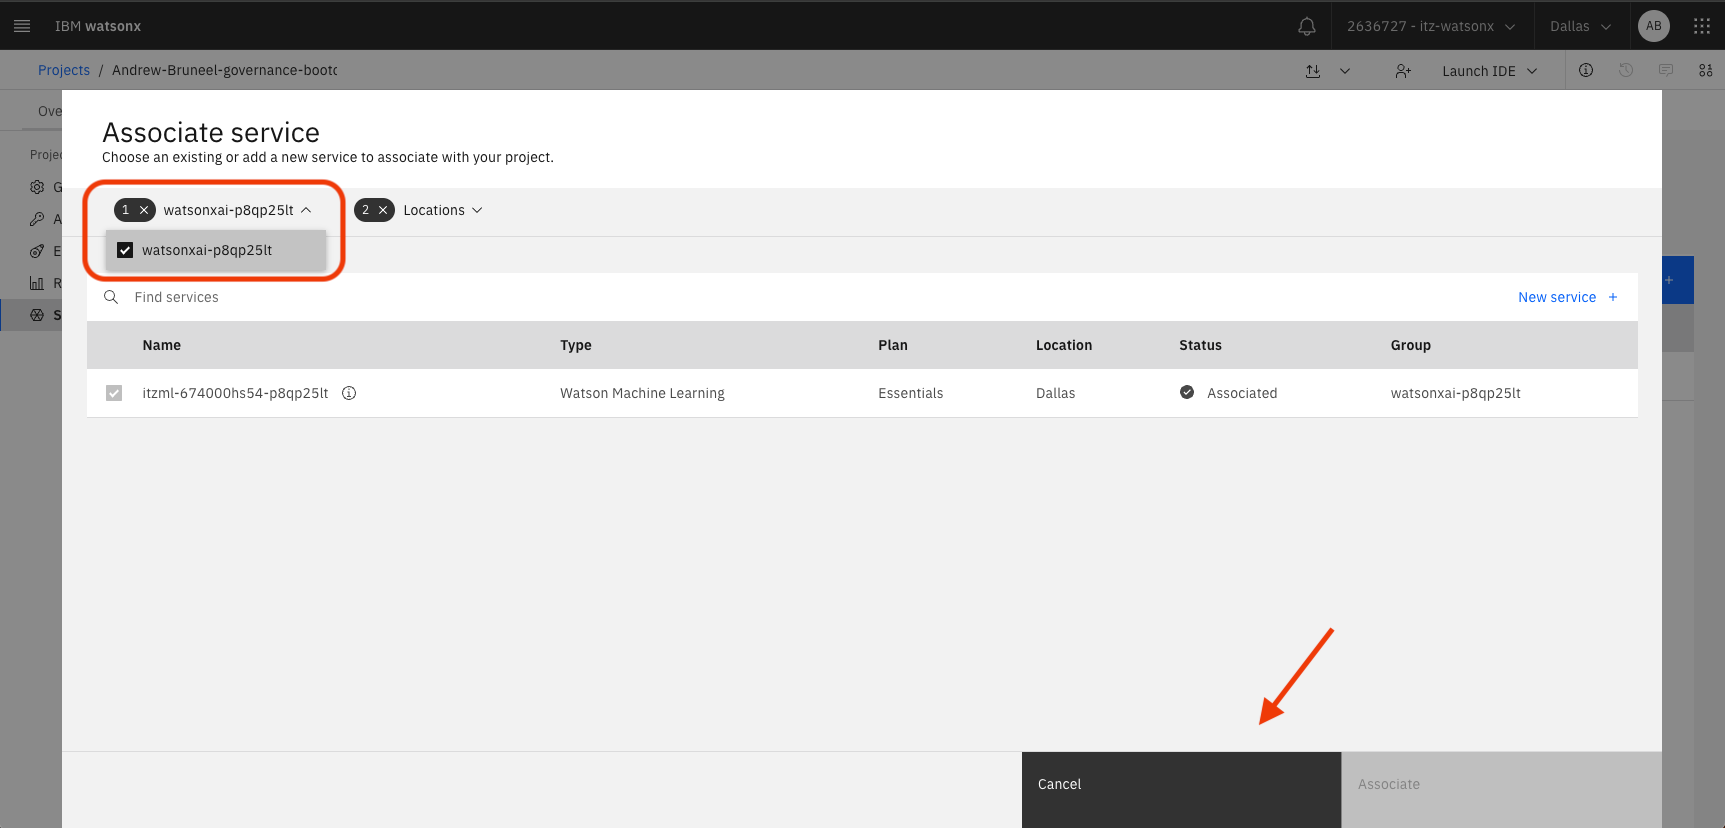 IBM watsonx
2636727 - itz-watsonx
Dallas
AB
Projects / Andrew-Bruneel-governance-bootc
Launch IDE
Ove
Projec
G
A
E
R
S
Associate service
Choose an existing or add a new service to associate with your project.
1 × watsonxai-p8qp25lt
2 × Locations
watsonxai-p8qp25lt
Find services
New service +
Name Type Plan Location Status Group
itzml-674000hs54-p8qp25lt Watson Machine Learning Essentials Dallas Associated watsonxai-p8qp25lt
Cancel
Associate